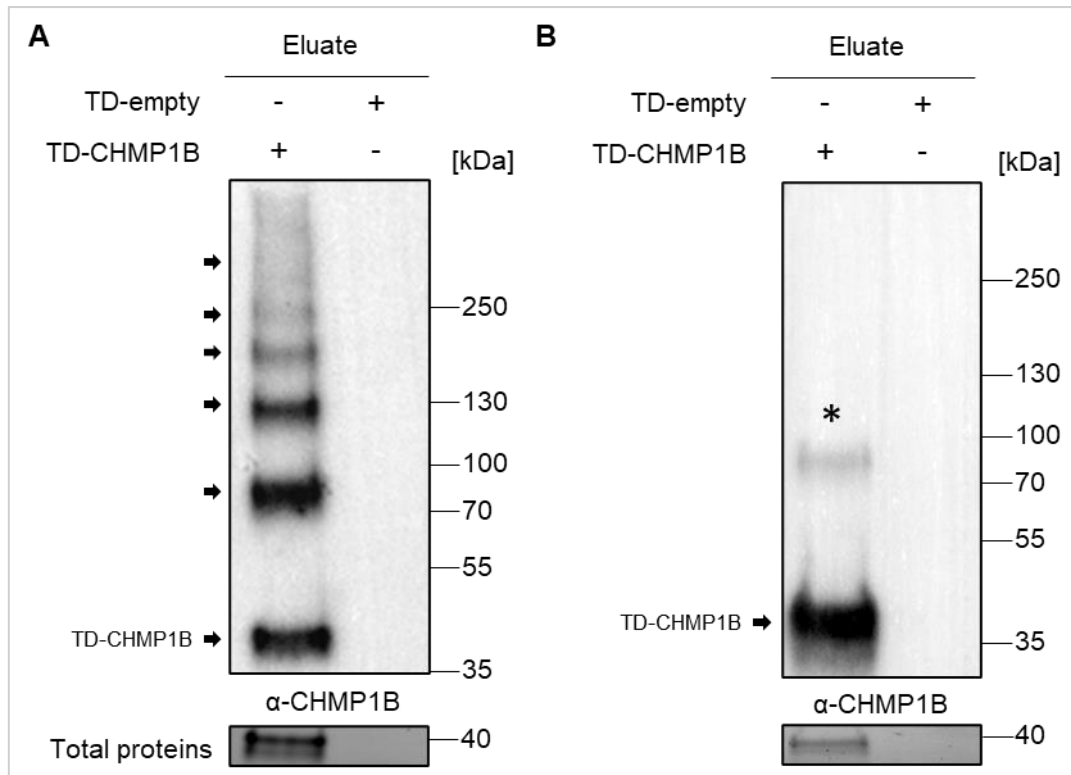 A
Eluate
TD-empty - +
TD-CHMP1B + -
[kDa]
250
130
100
70
55
TD-CHMP1B
35
α-CHMP1B
Total proteins
40
B
Eluate
TD-empty - +
TD-CHMP1B + -
[kDa]
250
130
*
100
70
55
TD-CHMP1B
35
α-CHMP1B
40